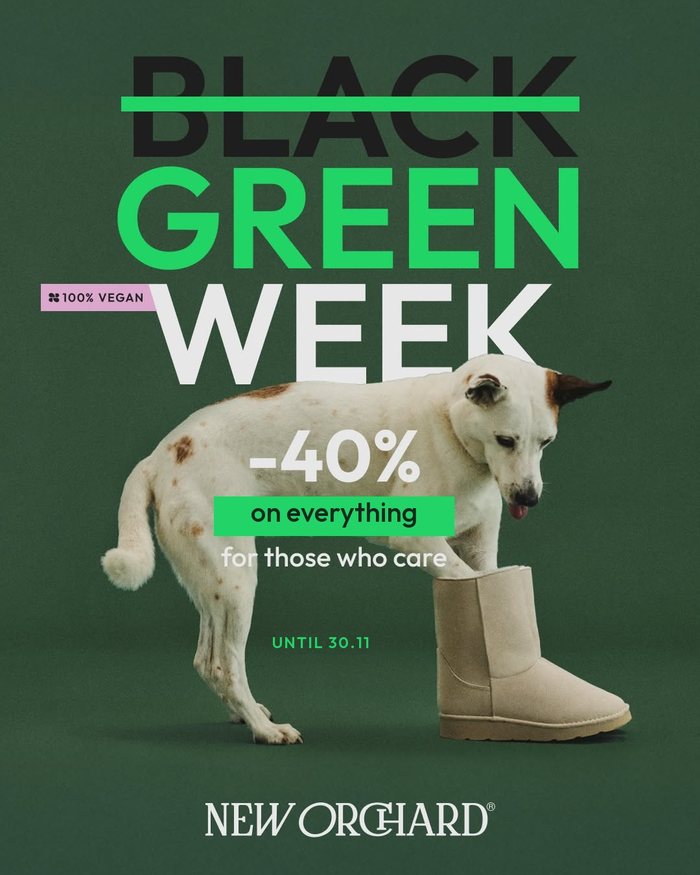 BLACK
GREEN
100% VEGAN
WEEK
-40%
on everything
for those who care
UNTIL 30.11
NEW ORCHARD®